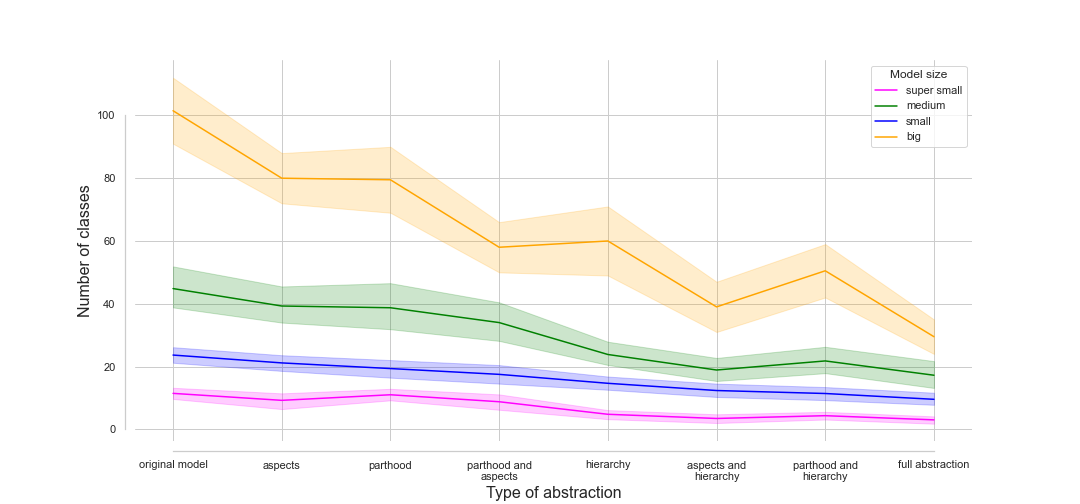 Model size
super small
medium
small
big
Number of classes
100
80
60
40
20
0
original model
aspects
parthood
parthood and
aspects
hierarchy
aspects and
hierarchy
parthood and
hierarchy
full abstraction
Type of abstraction